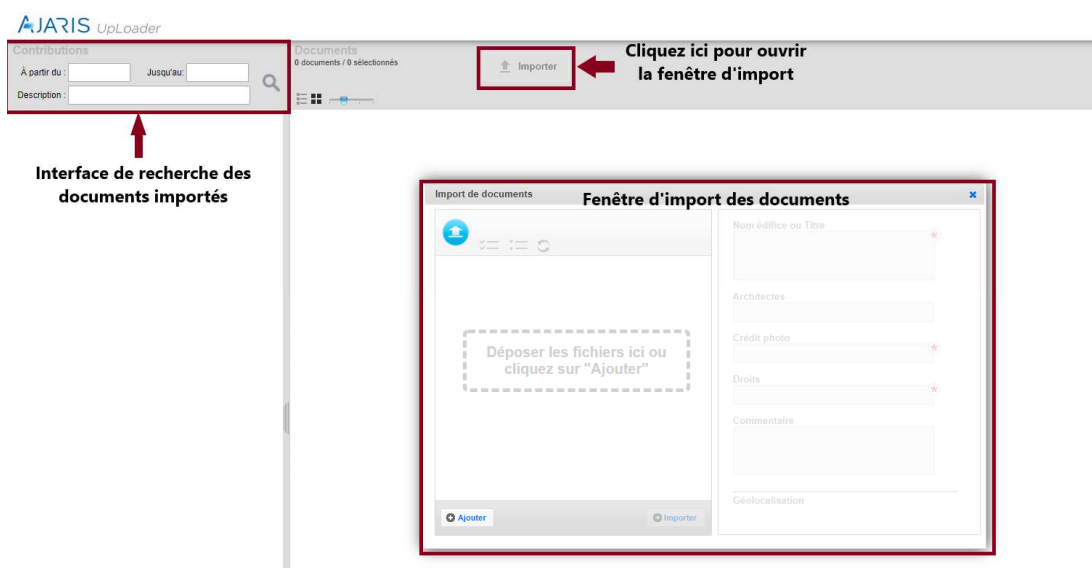 AJARIS UpLoader
Contributions
À partir du :
Jusqu'au:
Description :
Documents
0 documents / 0 sélectionnés
Importer
Cliquez ici pour ouvrir
la fenêtre d'import
Interface de recherche des
documents importés
Import de documents
Fenêtre d'import des documents
Nom édifice ou Titre
*
Architectes
Crédit photo
*
Droits
*
Commentaire
Géolocalisation
Déposer les fichiers ici ou
cliquez sur "Ajouter"
Ajouter
Importer